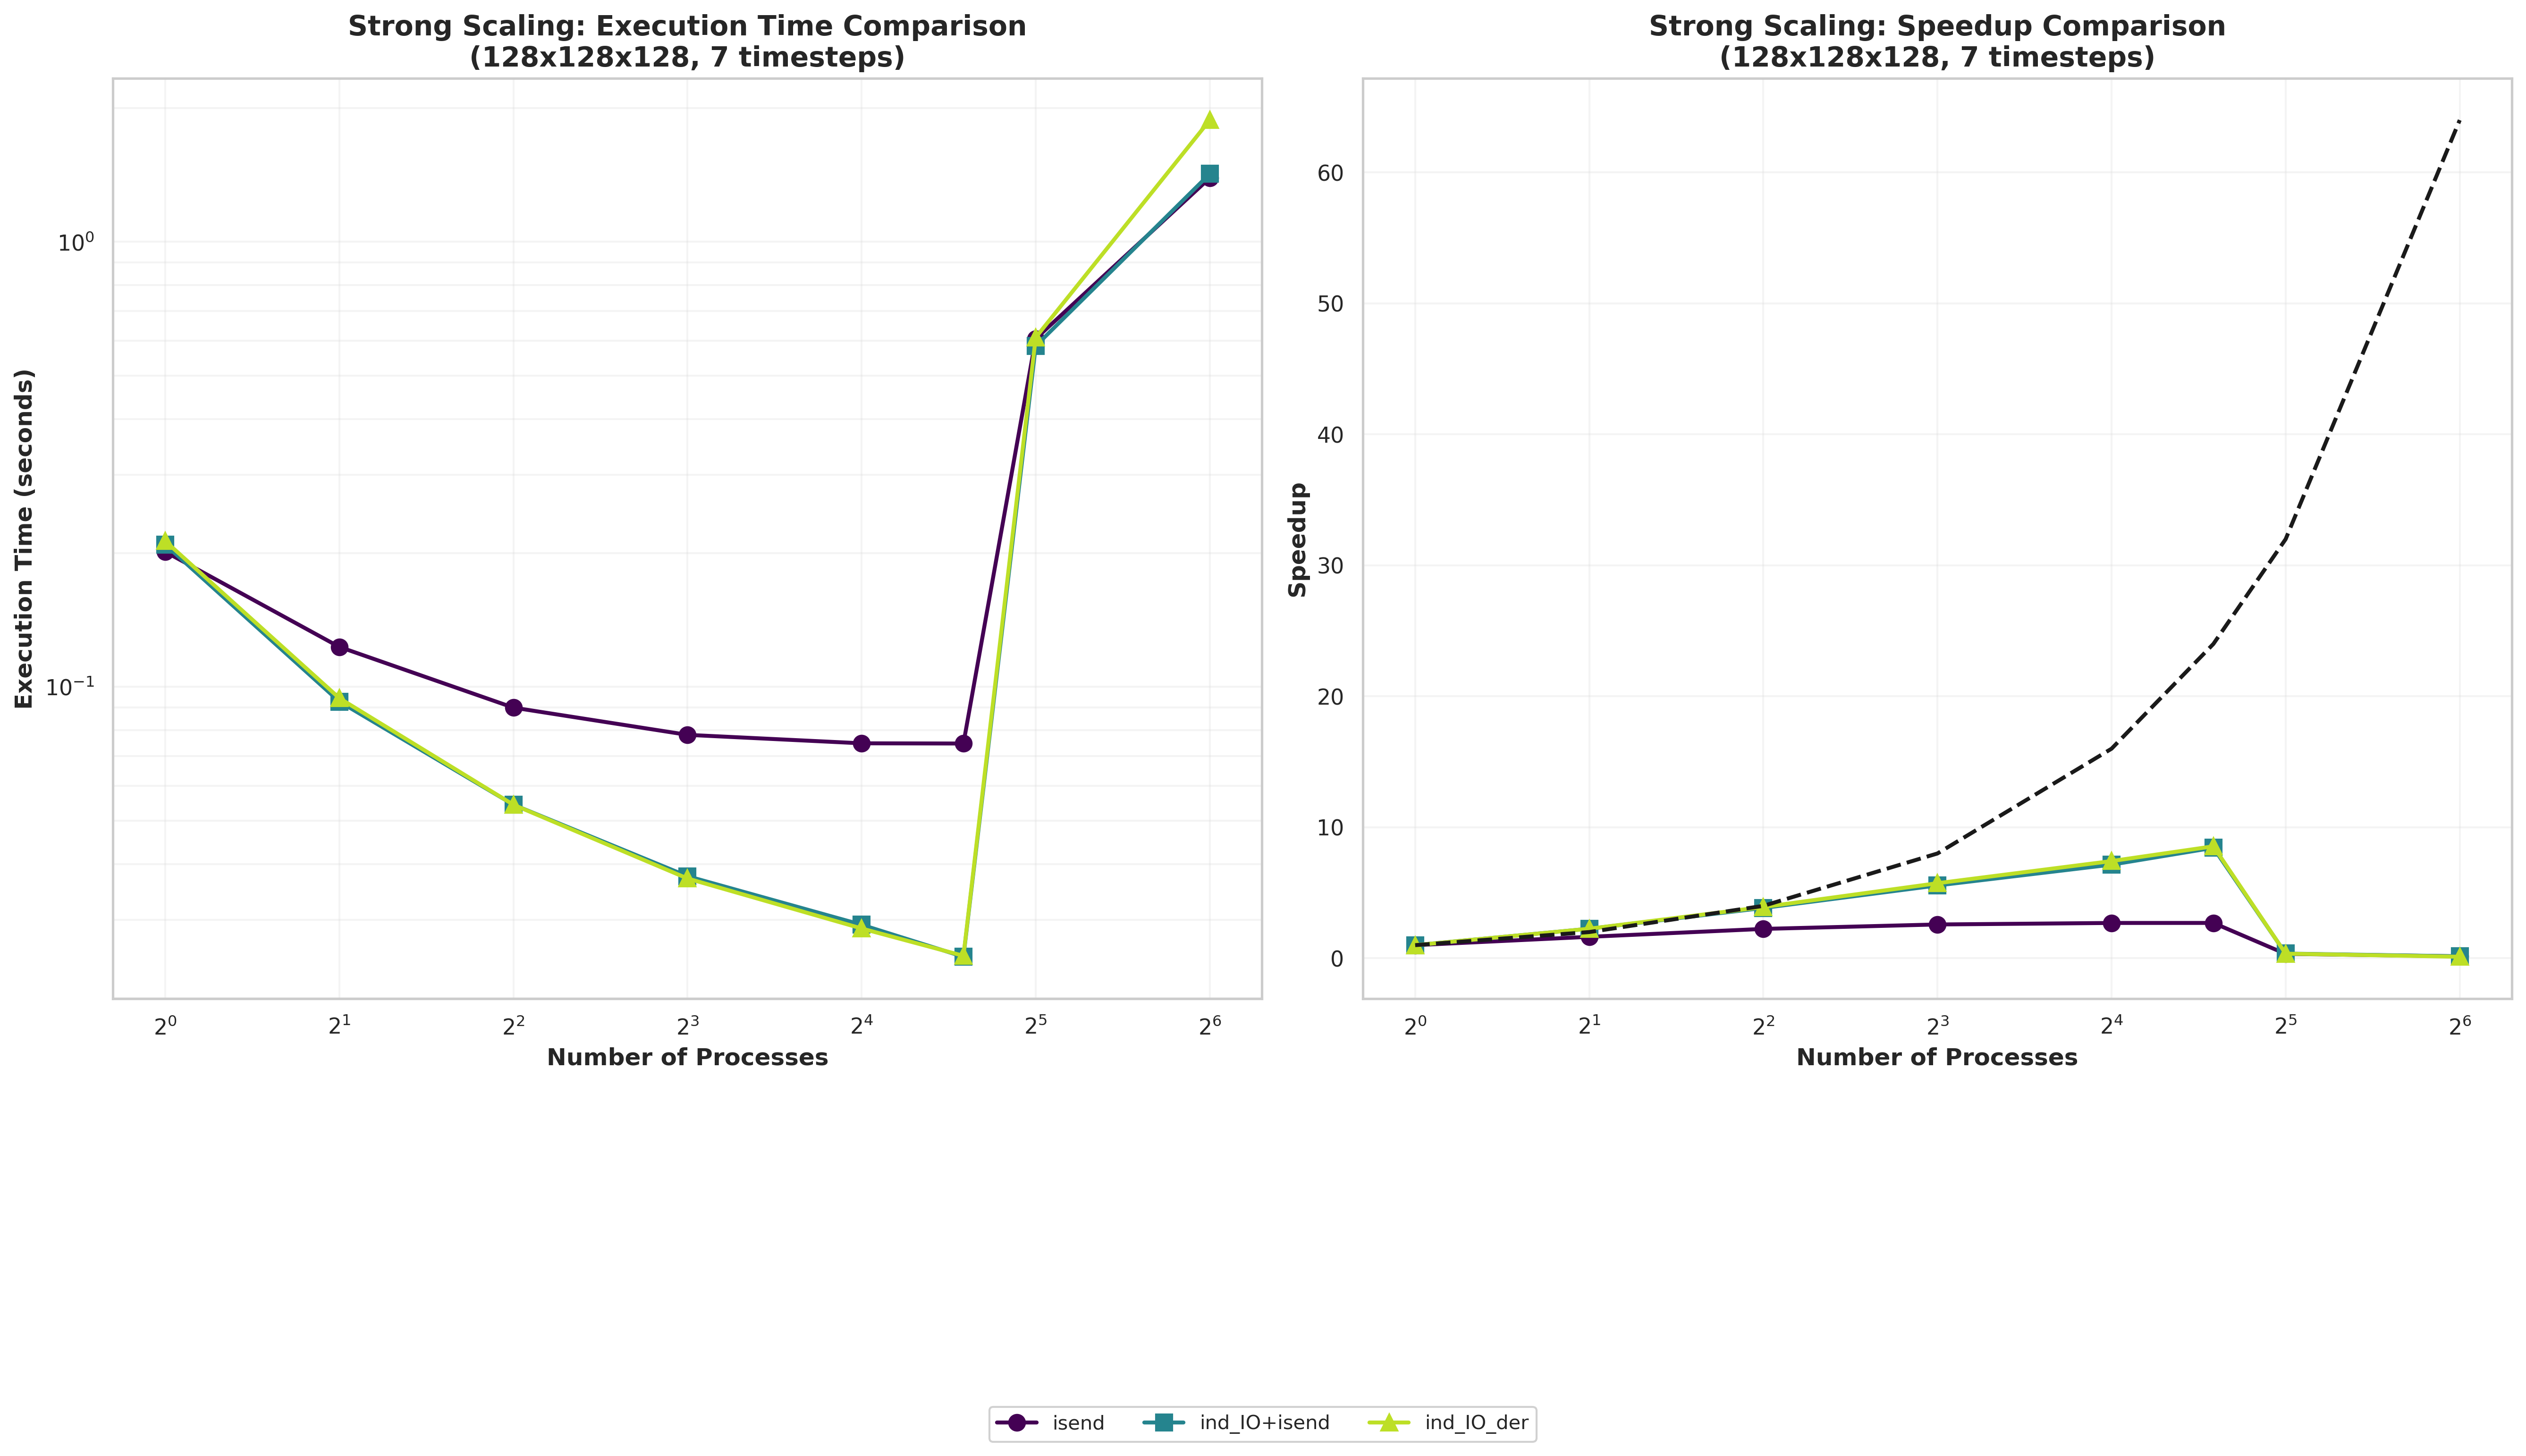 Strong Scaling: Execution Time Comparison
(128x128x128, 7 timesteps)
Execution Time (seconds)
10⁰
10⁻¹
2⁰ 2¹ 2² 2³ 2⁴ 2⁵ 2⁶
Number of Processes
Strong Scaling: Speedup Comparison
(128x128x128, 7 timesteps)
Speedup
60
50
40
30
20
10
0
2⁰ 2¹ 2² 2³ 2⁴ 2⁵ 2⁶
Number of Processes
isend ind_IO+isend ind_IO_der